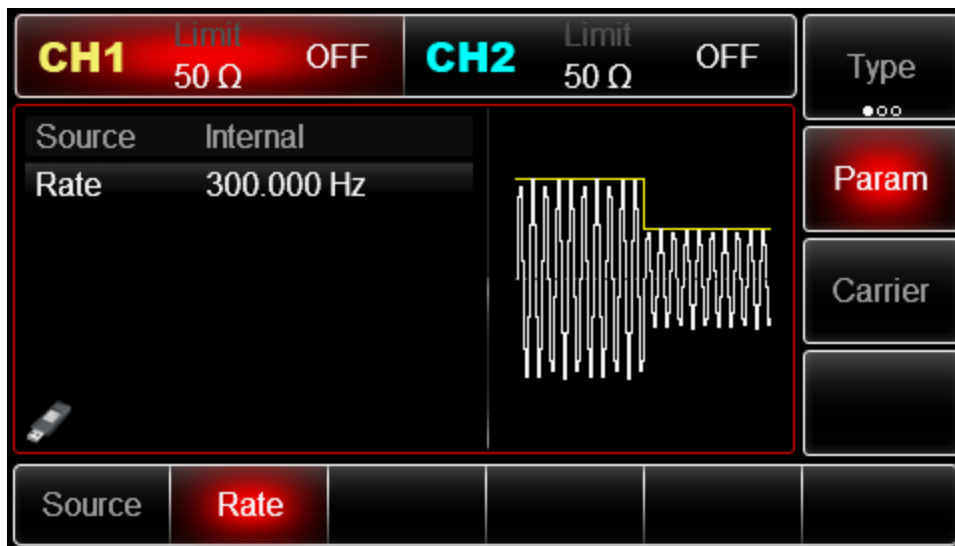 CH1 Limit 50 Ω OFF
CH2 Limit 50 Ω OFF
Type
Source Internal
Rate 300.000 Hz
Param
Carrier
Source Rate